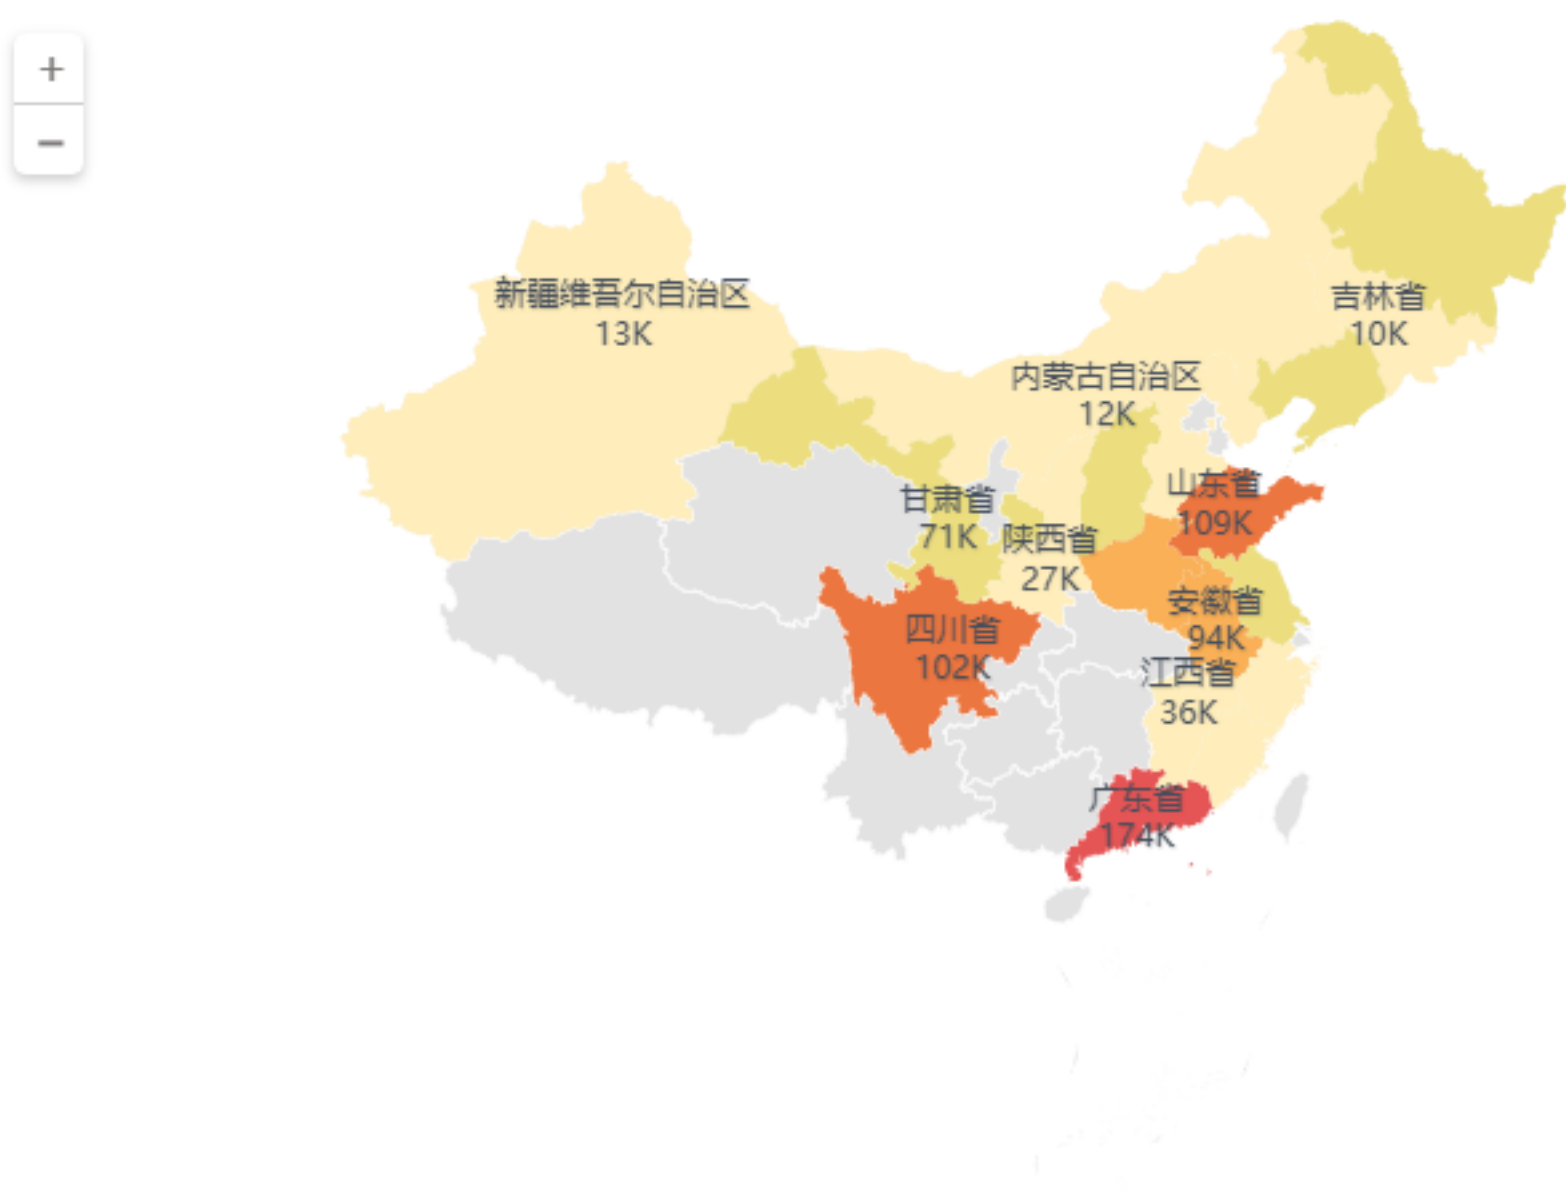 +
−
新疆维吾尔自治区
13K
吉林省
10K
内蒙古自治区
12K
山东省
109K
甘肃省
71K
陕西省
27K
安徽省
94K
四川省
102K
江西省
36K
广东省
174K